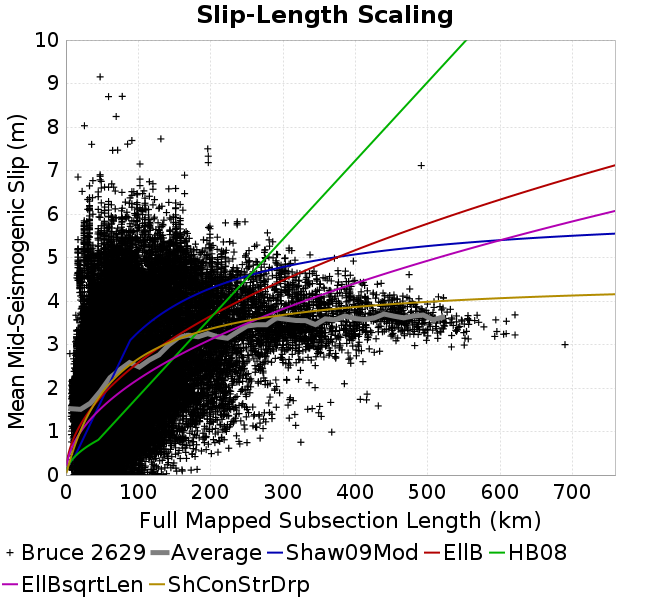 Slip-Length Scaling
Mean Mid-Seismogenic Slip (m)
10
9
8
7
6
5
4
3
2
1
0
0 100 200 300 400 500 600 700
Full Mapped Subsection Length (km)
Bruce 2629 Average Shaw09Mod EllB HB08
EllBsqrtLen ShConStrDrp